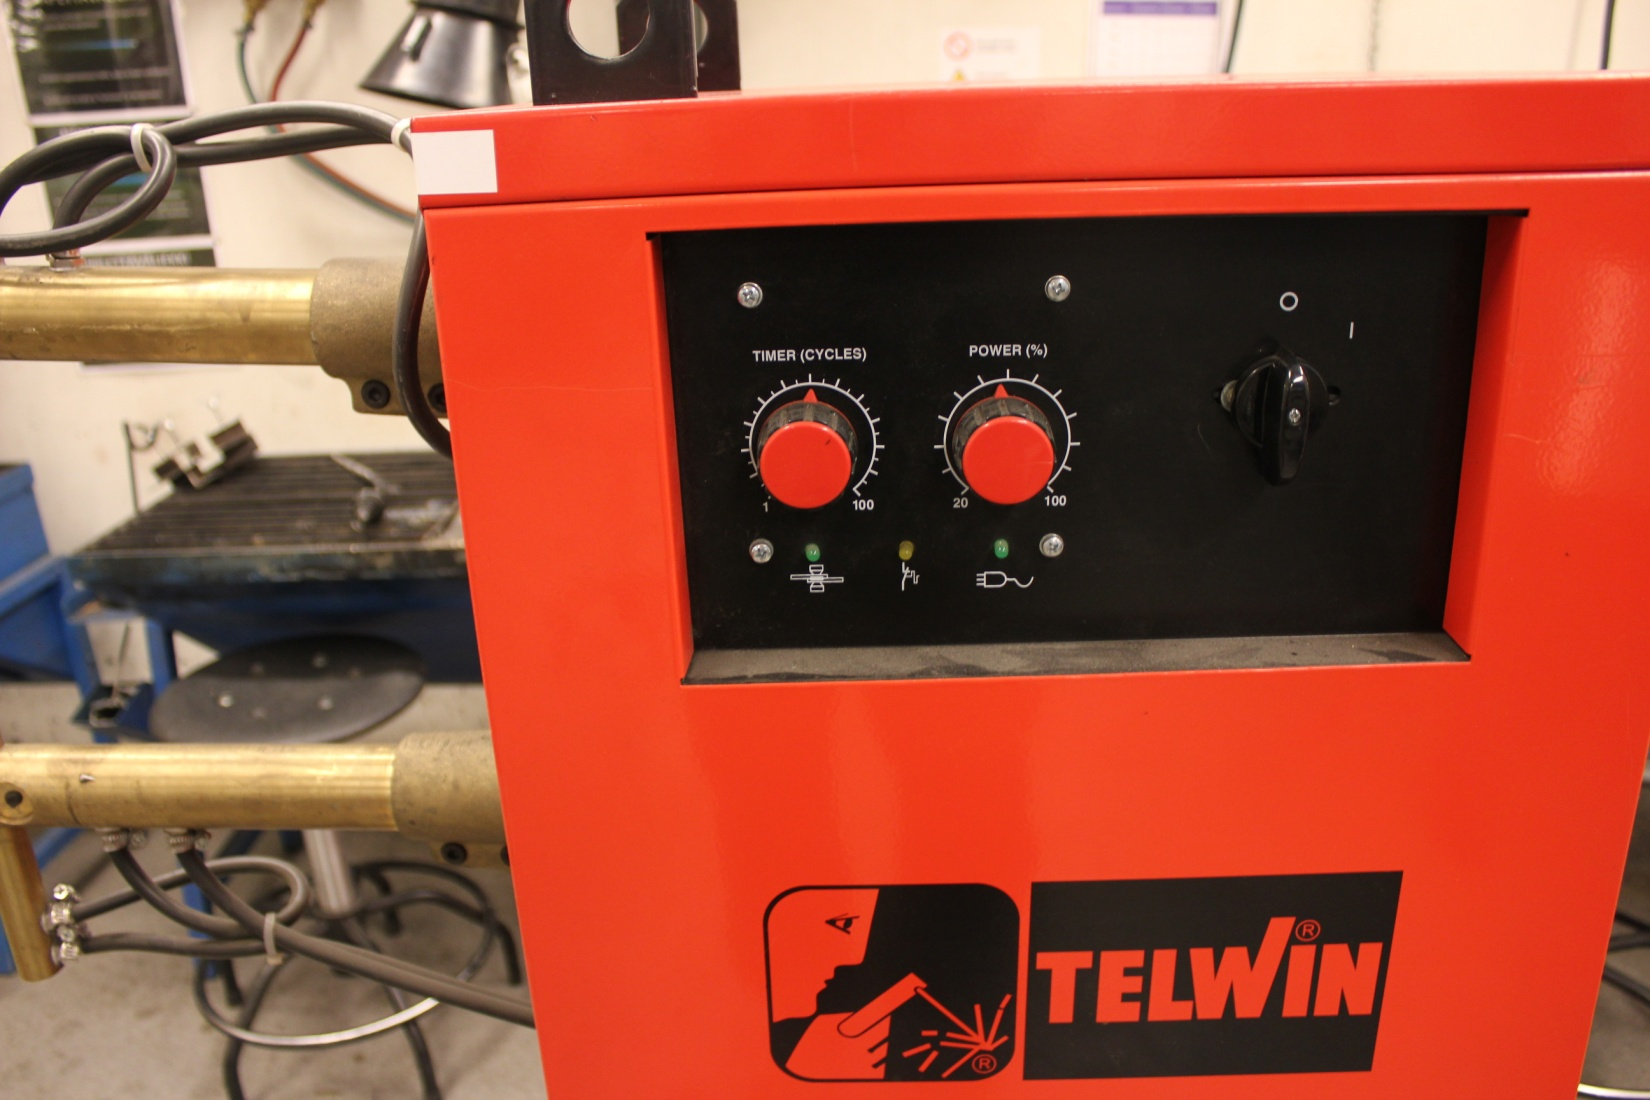 TIMER (CYCLES)
POWER (%)
O
I
1
100
20
100
TELWIN
®
®